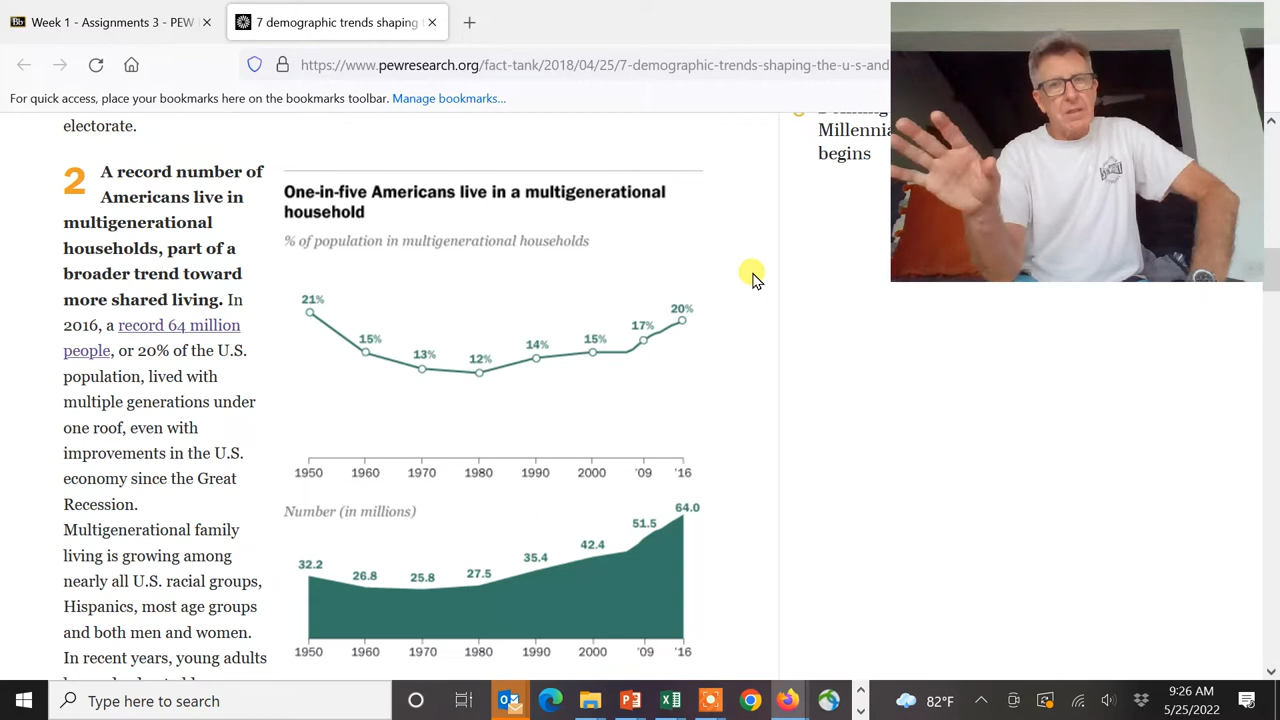 Bb Week 1 - Assignments 3 - PEW
7 demographic trends shaping
https://www.pewresearch.org/fact-tank/2018/04/25/7-demographic-trends-shaping-the-u-s-and
For quick access, place your bookmarks here on the bookmarks toolbar. Manage bookmarks...
electorate.
2 A record number of
Americans live in
multigenerational
households, part of a
broader trend toward
more shared living. In
2016, a record 64 million
people, or 20% of the U.S.
population, lived with
multiple generations under
one roof, even with
improvements in the U.S.
economy since the Great
Recession.
Multigenerational family
living is growing among
nearly all U.S. racial groups,
Hispanics, most age groups
and both men and women.
In recent years, young adults
One-in-five Americans live in a multigenerational
household
% of population in multigenerational households
21% 15% 13% 12% 14% 15% 17% 20%
1950 1960 1970 1980 1990 2000 '09 '16
Number (in millions)
32.2 26.8 25.8 27.5 35.4 42.4 51.5 64.0
1950 1960 1970 1980 1990 2000 '09 '16
begins
Type here to search
82°F
9:26 AM
5/25/2022